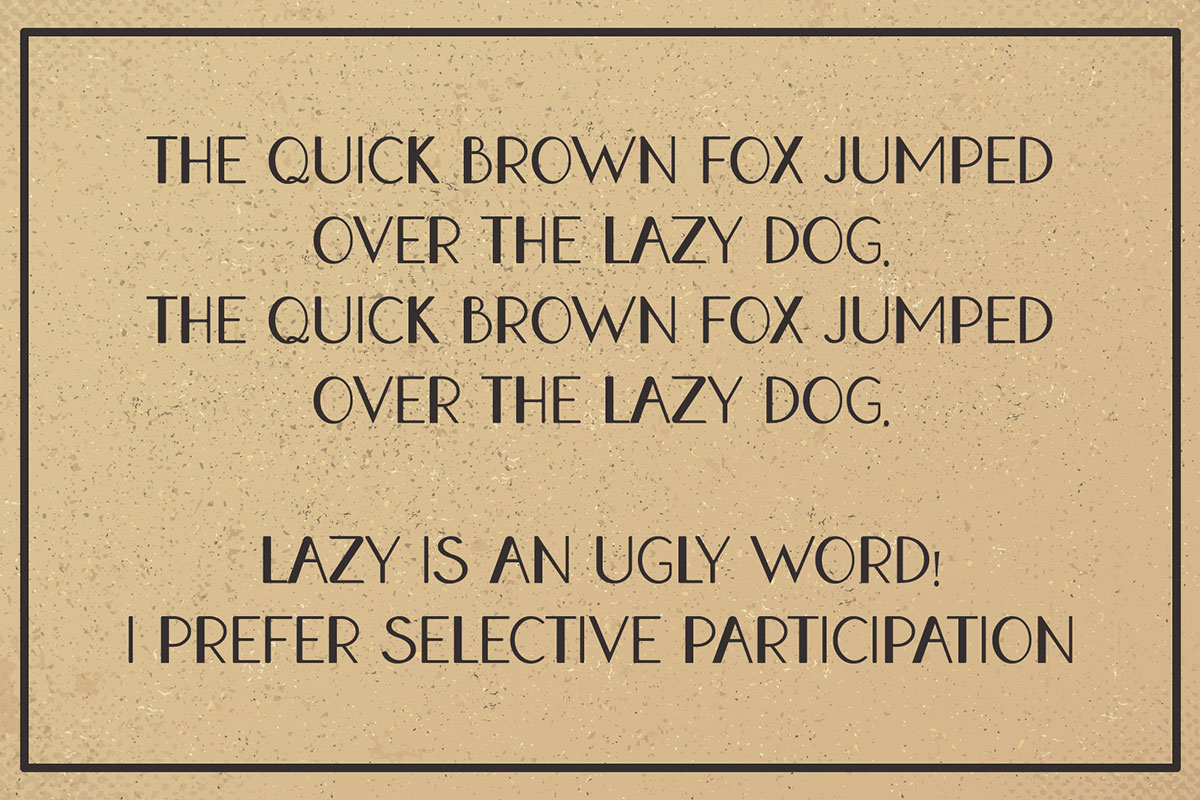 THE QUICK BROWN FOX JUMPED
OVER THE LAZY DOG.
THE QUICK BROWN FOX JUMPED
OVER THE LAZY DOG.
LAZY IS AN UGLY WORD!
I PREFER SELECTIVE PARTICIPATION